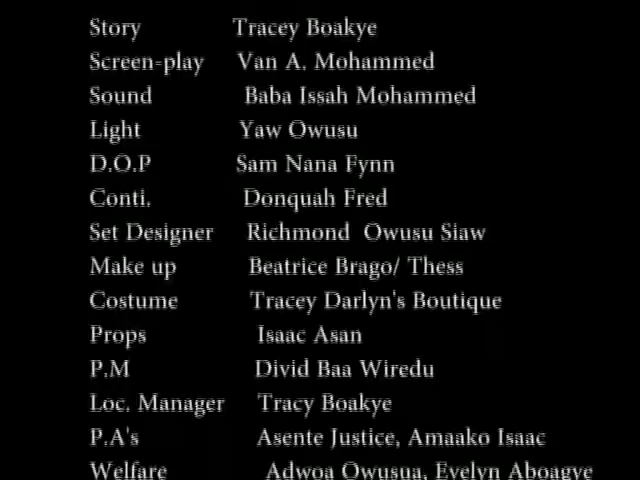 Story Tracey Boakye
Screen-play Van A. Mohammed
Sound Baba Issah Mohammed
Light Yaw Owusu
D.O.P Sam Nana Fynn
Conti. Donquah Fred
Set Designer Richmond Owusu Siaw
Make up Beatrice Brago/ Thess
Costume Tracey Darlyn's Boutique
Props Isaac Asan
P.M Divid Baa Wiredu
Loc. Manager Tracy Boakye
P.A's Asente Justice, Amaako Isaac
Welfare Adwoa Owusua, Evelyn Aboagye